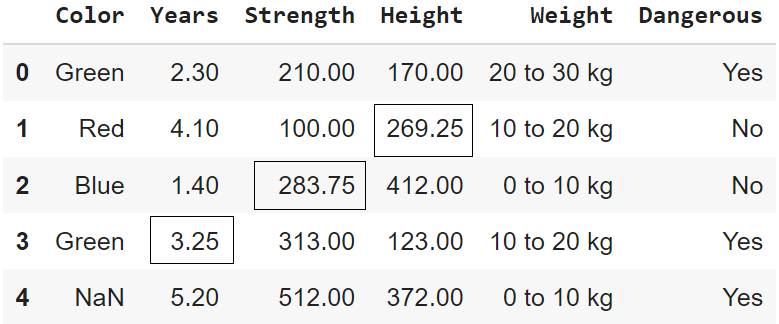 Color Years Strength Height Weight Dangerous
0 Green 2.30 210.00 170.00 20 to 30 kg Yes
1 Red 4.10 100.00 269.25 10 to 20 kg No
2 Blue 1.40 283.75 412.00 0 to 10 kg No
3 Green 3.25 313.00 123.00 10 to 20 kg Yes
4 NaN 5.20 512.00 372.00 0 to 10 kg Yes